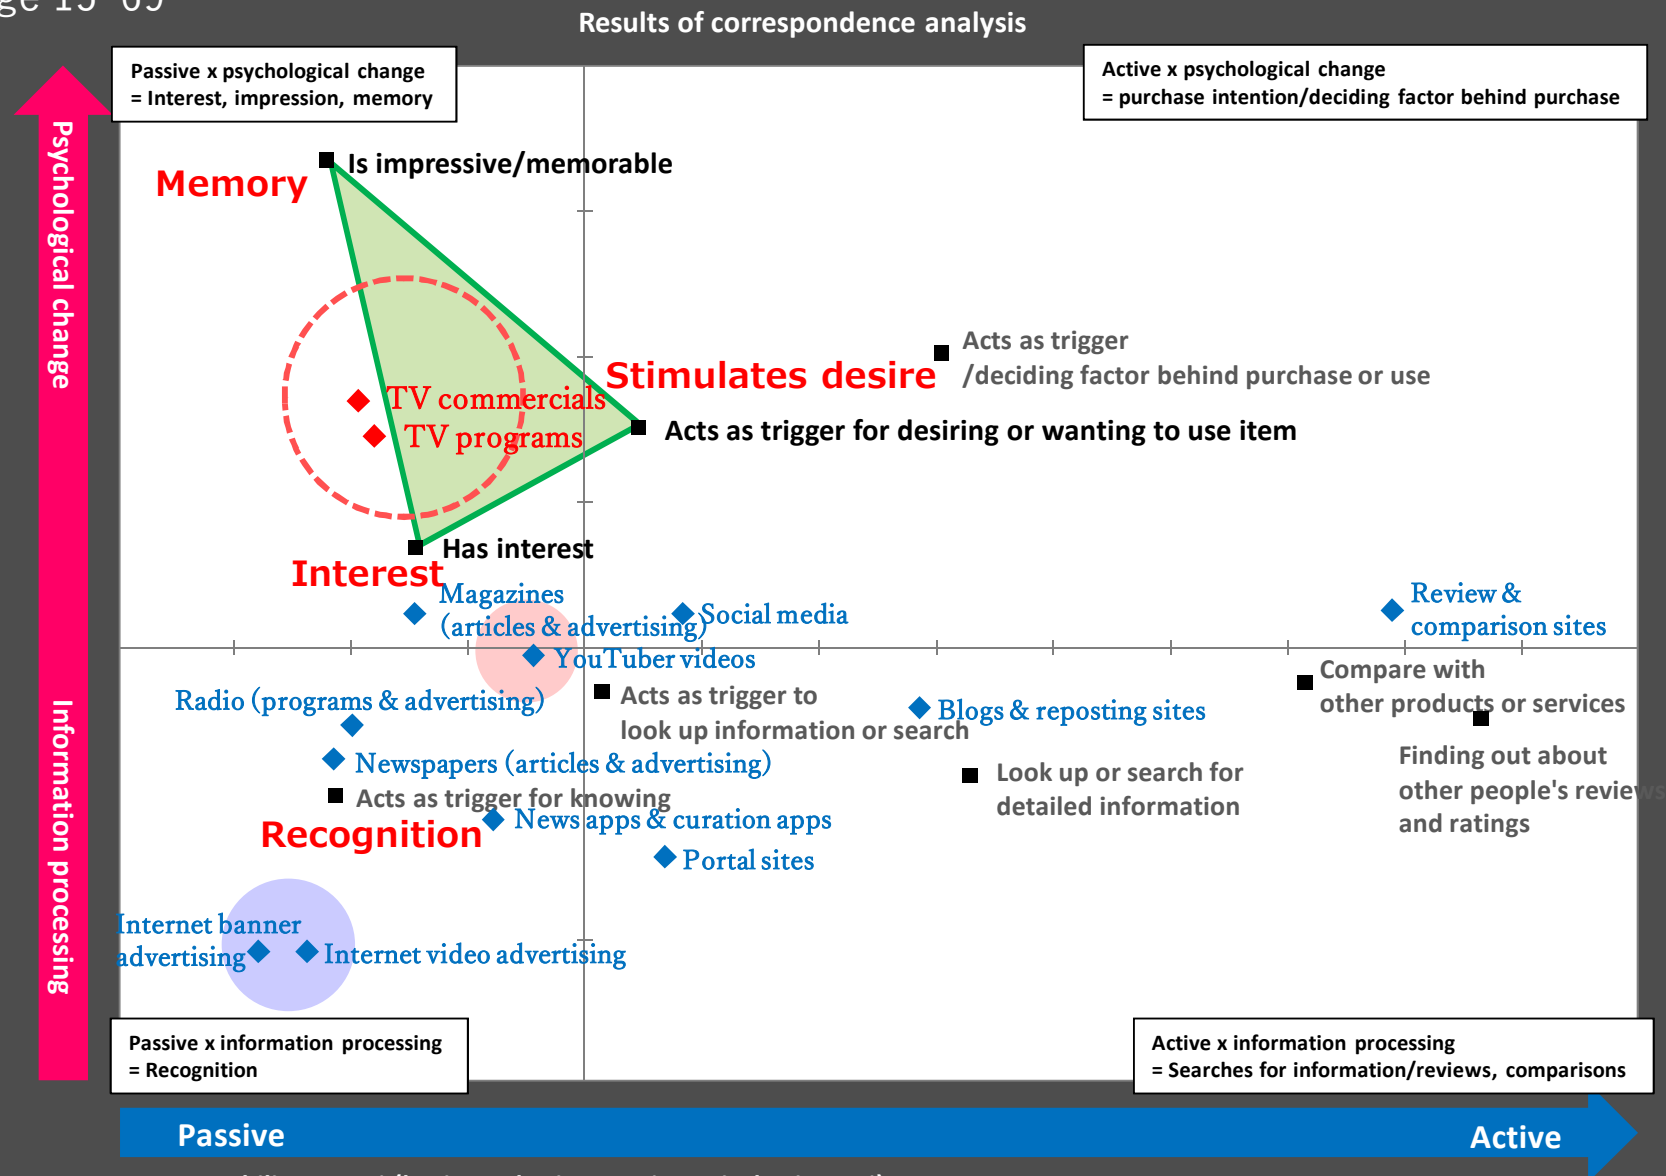 ge 15
69
Results of correspondence analysis
Passive x psychological change
= Interest, impression, memory
Active x psychological change
= purchase intention/deciding factor behind purchase
Psychological change
Information processing
Is impressive/memorable
Memory
Acts as trigger
/deciding factor behind purchase or use
Stimulates desire
TV commercials
TV programs
Acts as trigger for desiring or wanting to use item
Has interest
Interest
Magazines
(articles & advertising)
Social media
Review &
comparison sites
YouTuber videos
Compare with
other products or services
Radio (programs & advertising)
Acts as trigger to
look up information or search
Blogs & reposting sites
Newspapers (articles & advertising)
Look up or search for
detailed information
Finding out about
other people's reviews
and ratings
Acts as trigger for knowing
Recognition
News apps & curation apps
Portal sites
Internet banner
advertising
Internet video advertising
Passive x information processing
= Recognition
Active x information processing
= Searches for information/reviews, comparisons
Passive
Active